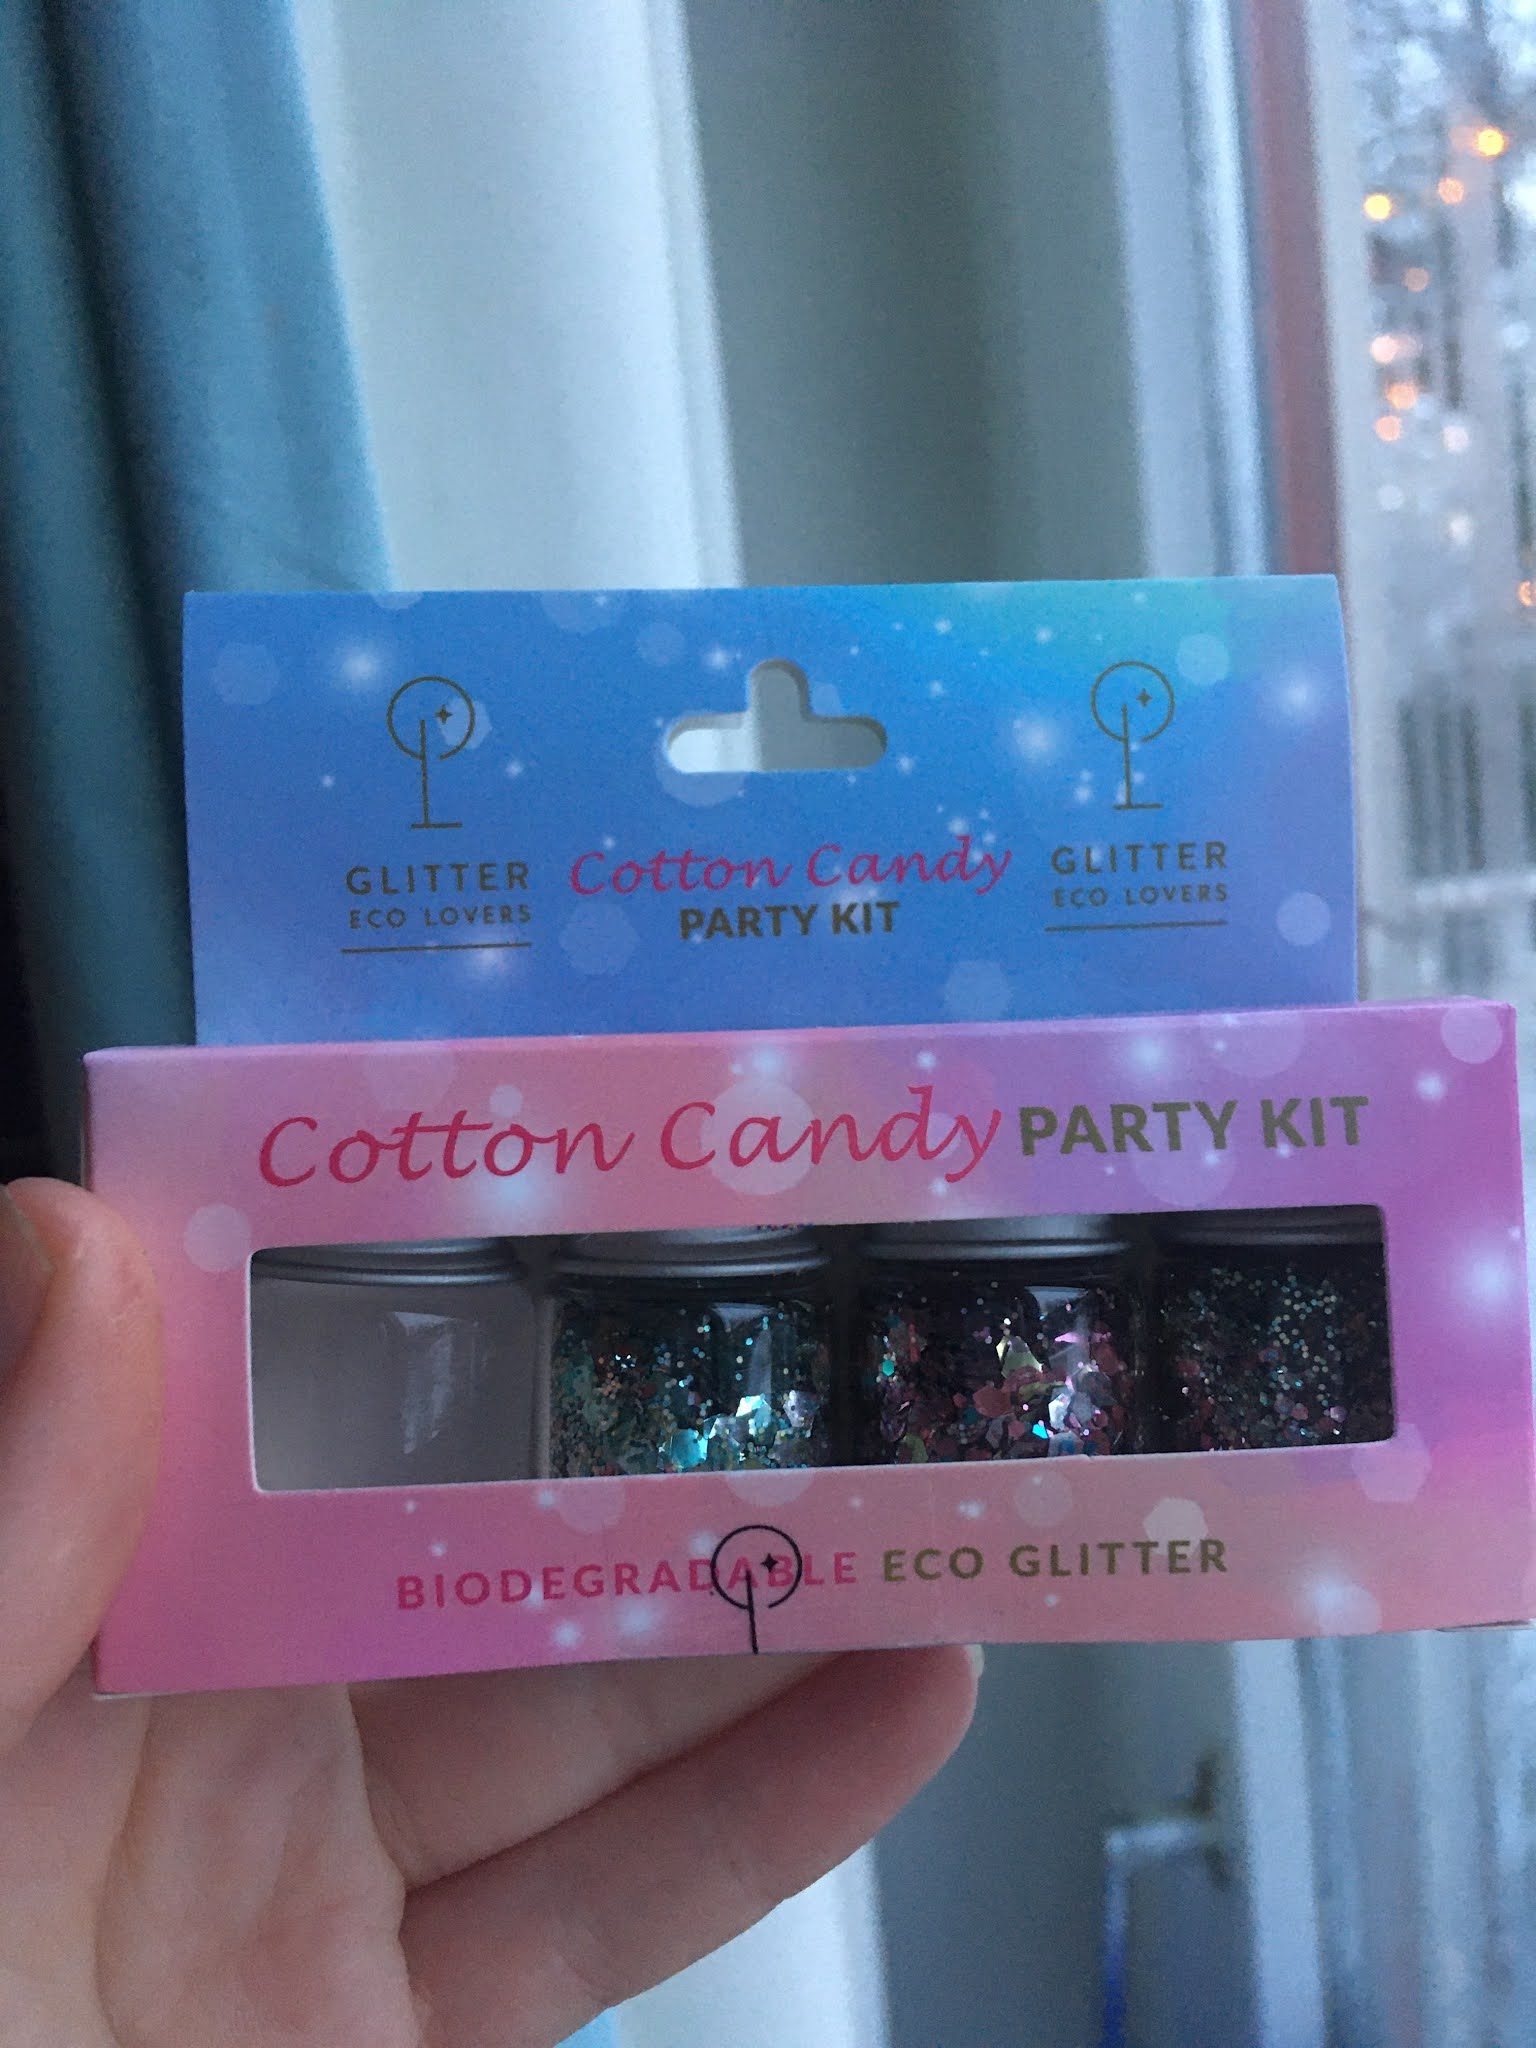 GLITTER
ECO LOVERS
Cotton Candy
PARTY KIT
GLITTER
ECO LOVERS
Cotton Candy PARTY KIT
BIODEGRADABLE ECO GLITTER